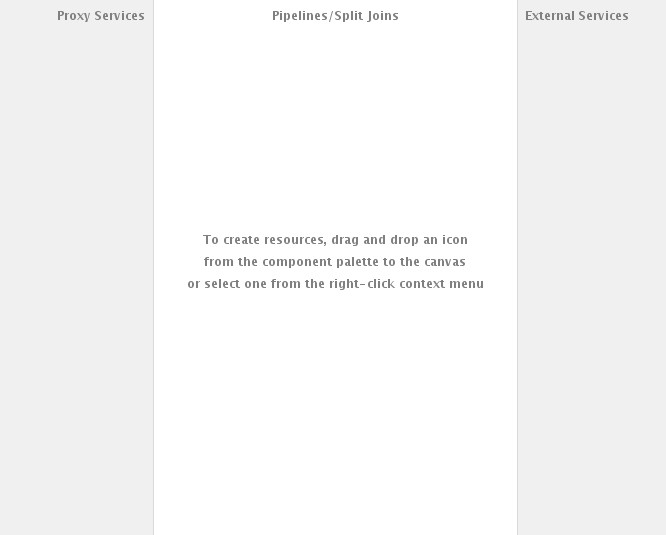 Proxy Services
Pipelines/Split Joins
External Services
To create resources, drag and drop an icon
from the component palette to the canvas
or select one from the right-click context menu